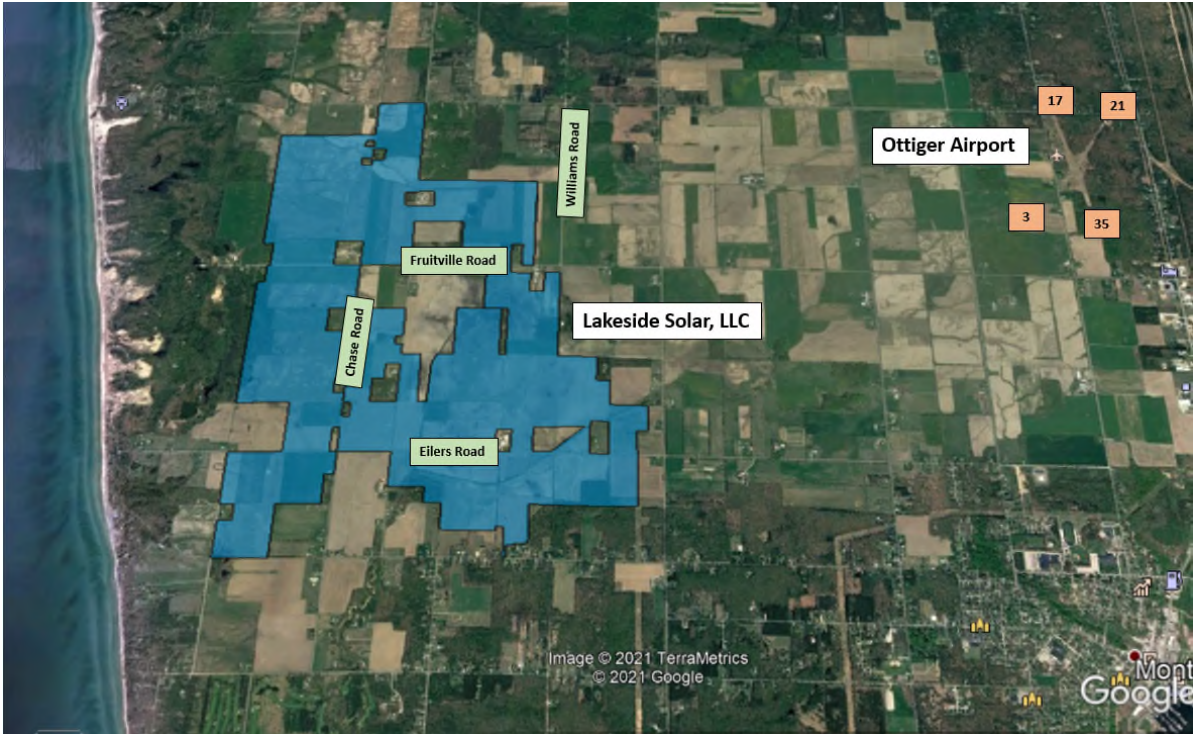 17
21
Ottiger Airport
Williams Road
3
35
Fruitville Road
Lakeside Solar, LLC
Chase Road
Eilers Road
Image © 2021 TerraMetrics
© 2021 Google
Mont
Google